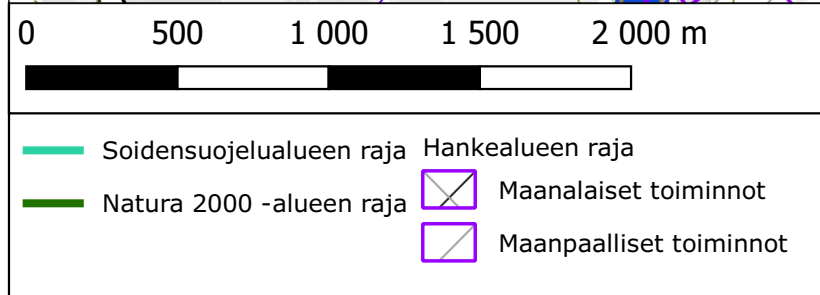 0 500 1 000 1 500 2 000 m
Soidensuojelualueen raja
Natura 2000 -alueen raja
Hankealueen raja
Maanalaiset toiminnot
Maanpaalliset toiminnot